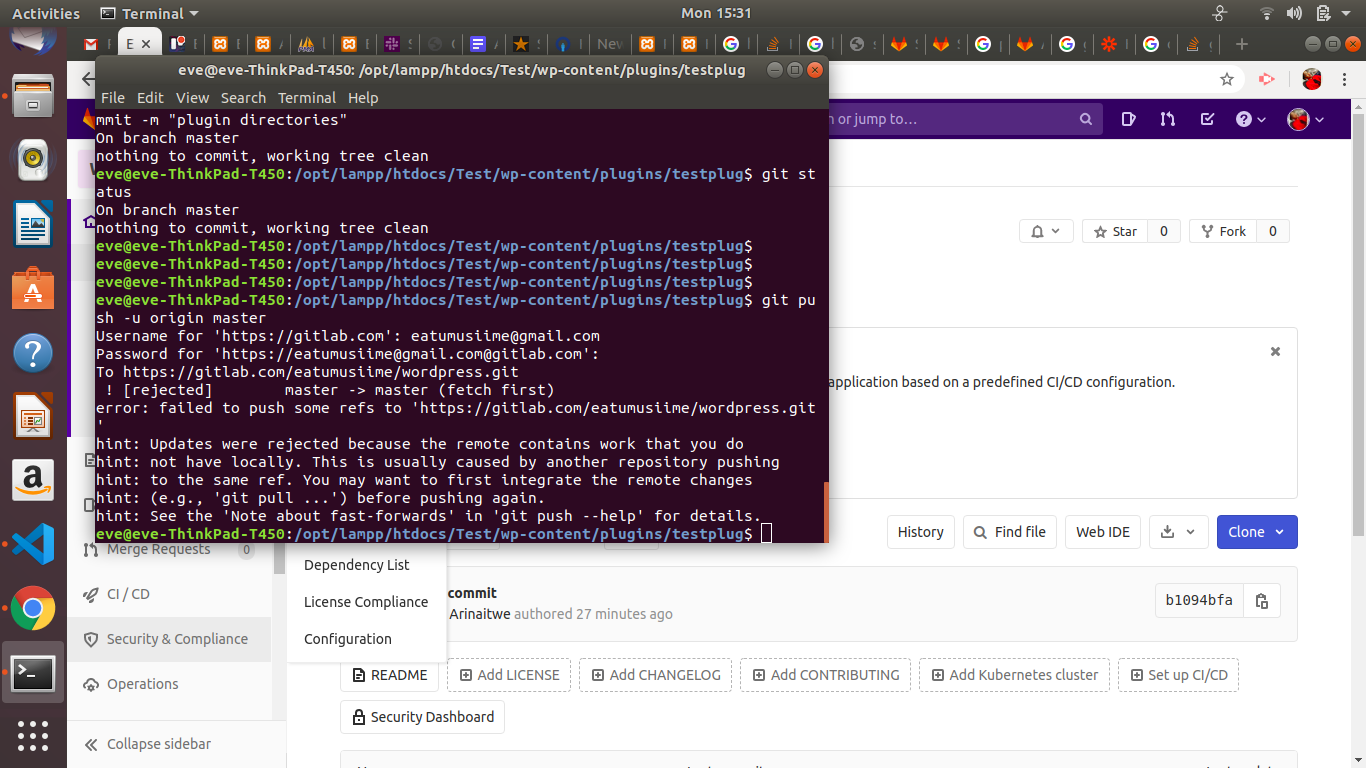 Activities
Terminal
Mon 15:31
E
New
eve@eve-ThinkPad-T450: /opt/lampp/htdocs/Test/wp-content/plugins/testplug
File Edit View Search Terminal Help
mmit -m "plugin directories"
On branch master
nothing to commit, working tree clean
eve@eve-ThinkPad-T450:/opt/lampp/htdocs/Test/wp-content/plugins/testplug$ git st
atus
On branch master
nothing to commit, working tree clean
eve@eve-ThinkPad-T450:/opt/lampp/htdocs/Test/wp-content/plugins/testplug$
eve@eve-ThinkPad-T450:/opt/lampp/htdocs/Test/wp-content/plugins/testplug$
eve@eve-ThinkPad-T450:/opt/lampp/htdocs/Test/wp-content/plugins/testplug$
eve@eve-ThinkPad-T450:/opt/lampp/htdocs/Test/wp-content/plugins/testplug$ git pu
sh -u origin master
Username for 'https://gitlab.com': eatumusiime@gmail.com
Password for 'https://eatumusiime@gmail.com@gitlab.com':
To https://gitlab.com/eatumusiime/wordpress.git
! [rejected] master -> master (fetch first)
error: failed to push some refs to 'https://gitlab.com/eatumusiime/wordpress.git
'
hint: Updates were rejected because the remote contains work that you do
hint: not have locally. This is usually caused by another repository pushing
hint: to the same ref. You may want to first integrate the remote changes
hint: (e.g., 'git pull ...') before pushing again.
hint: See the 'Note about fast-forwards' in 'git push --help' for details.
eve@eve-ThinkPad-T450:/opt/lampp/htdocs/Test/wp-content/plugins/testplug$
or jump to...
Star 0
Fork 0
application based on a predefined CI/CD configuration.
History
Find file
Web IDE
Clone
Merge Requests 0
CI / CD
Security & Compliance
Operations
Collapse sidebar
Dependency List
License Compliance
Configuration
commit
Arinaitwe authored 27 minutes ago
b1094bfa
README
Add LICENSE
Add CHANGELOG
Add CONTRIBUTING
Add Kubernetes cluster
Set up CI/CD
Security Dashboard